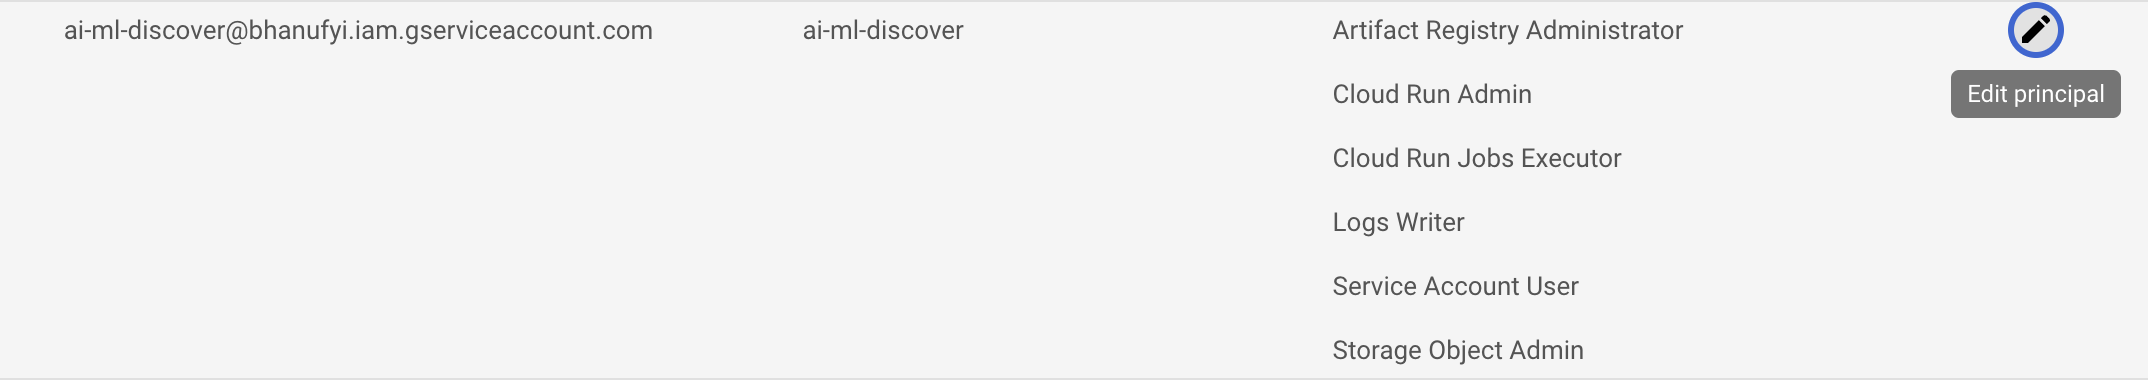 ai-ml-discover@bhanufyi.iam.gserviceaccount.com ai-ml-discover Artifact Registry Administrator
Edit principal
Cloud Run Admin
Cloud Run Jobs Executor
Logs Writer
Service Account User
Storage Object Admin